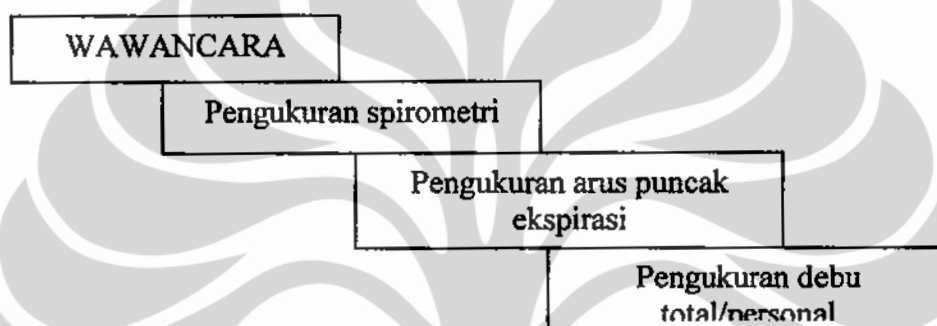 WAWANCARA
Pengukuran spirometri
Pengukuran arus puncak
ekspirasi
Pengukuran debu
total/personal